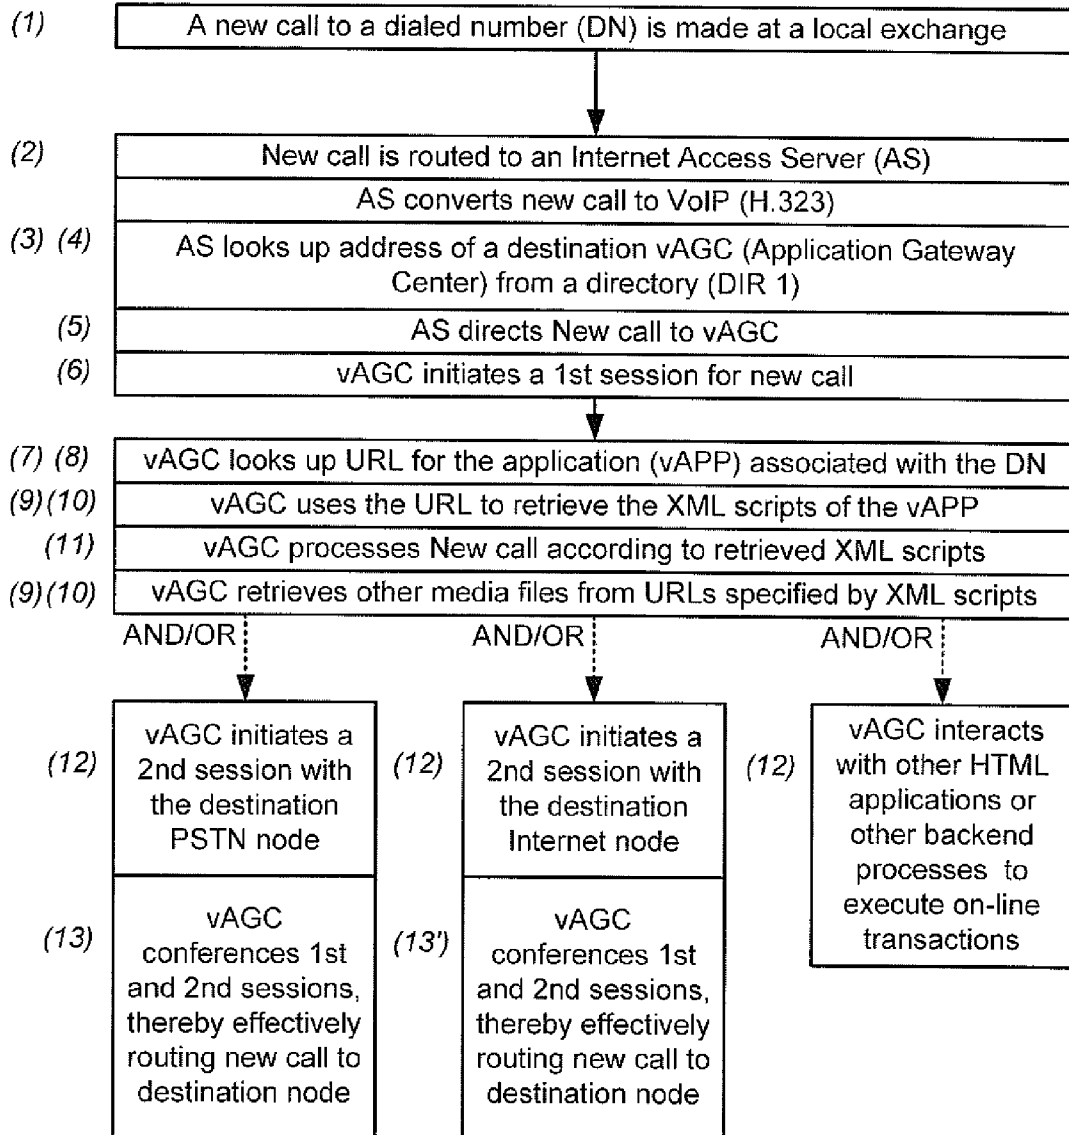 (1) A new call to a dialed number (DN) is made at a local exchange
(2) New call is routed to an Internet Access Server (AS)
AS converts new call to VoIP (H.323)
(3) (4) AS looks up address of a destination vAGC (Application Gateway
Center) from a directory (DIR 1)
(5) AS directs New call to vAGC
(6) vAGC initiates a 1st session for new call
(7) (8) vAGC looks up URL for the application (vAPP) associated with the DN
(9)(10) vAGC uses the URL to retrieve the XML scripts of the vAPP
(11) vAGC processes New call according to retrieved XML scripts
(9)(10) vAGC retrieves other media files from URLs specified by XML scripts
AND/OR AND/OR AND/OR
(12) vAGC initiates a
2nd session with
the destination
PSTN node
(13) vAGC
conferences 1st
and 2nd sessions,
thereby effectively
routing new call to
destination node
(12) vAGC initiates a
2nd session with
the destination
Internet node
(13') vAGC
conferences 1st
and 2nd sessions,
thereby effectively
routing new call to
destination node
(12) vAGC interacts
with other HTML
applications or
other backend
processes to
execute on-line
transactions